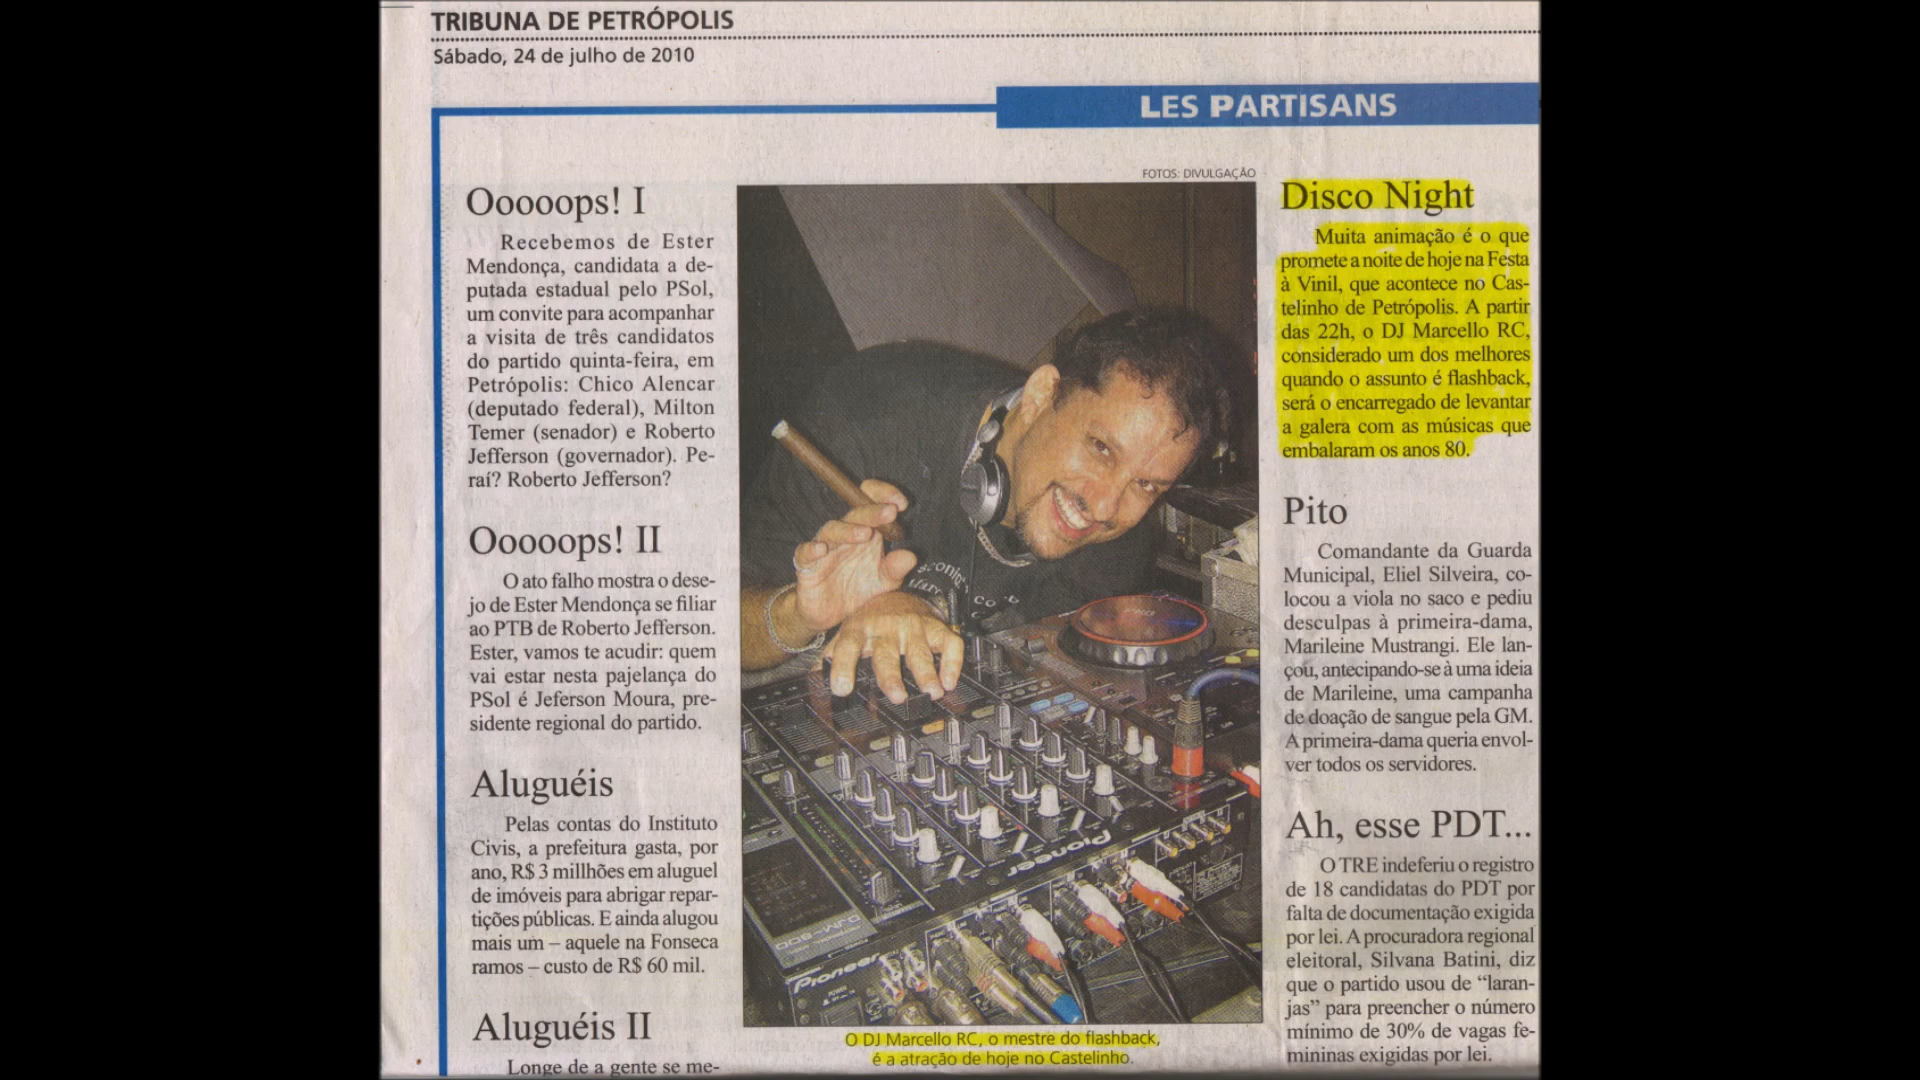 TRIBUNA DE PETRÓPOLIS
Sábado, 24 de julho de 2010
LES PARTISANS
Ooooops! I
Recebemos de Ester
Mendonça, candidata a de-
putada estadual pelo PSol,
um convite para acompanhar
a visita de três candidatos
do partido quinta-feira, em
Petrópolis: Chico Alencar
(deputado federal), Milton
Temer (senador) e Roberto
Jefferson (governador). Pe-
raí? Roberto Jefferson?
Ooooops! II
O ato falho mostra o dese-
jo de Ester Mendonça se filiar
ao PTB de Roberto Jefferson.
Ester, vamos te acudir: quem
vai estar nesta pajelança do
PSol é Jeferson Moura, pre-
sidente regional do partido.
Aluguéis
Pelas contas do Instituto
Civis, a prefeitura gasta, por
ano, R$ 3 millhões em aluguel
de imóveis para abrigar repar-
tições públicas. E ainda alugou
mais um – aquele na Fonseca
ramos – custo de R$ 60 mil.
Aluguéis II
Longe de a gente se me-
FOTOS: DIVULGAÇÃO
Pioneer
DJM-800
Pioneer
O DJ Marcello RC, o mestre do flashback,
é a atração de hoje no Castelinho.
Disco Night
Muita animação é o que
promete a noite de hoje na Festa
à Vinil, que acontece no Cas-
telinho de Petrópolis. A partir
das 22h, o DJ Marcello RC,
considerado um dos melhores
quando o assunto é flashback,
será o encarregado de levantar
a galera com as músicas que
embalaram os anos 80.
Pito
Comandante da Guarda
Municipal, Eliel Silveira, co-
locou a viola no saco e pediu
desculpas à primeira-dama,
Marileine Mustrangi. Ele lan-
çou, antecipando-se à uma ideia
de Marileine, uma campanha
de doação de sangue pela GM.
A primeira-dama queria envol-
ver todos os servidores.
Ah, esse PDT...
O TRE indeferiu o registro
de 18 candidatas do PDT por
falta de documentação exigida
por lei. A procuradora regional
eleitoral, Silvana Batini, diz
que o partido usou de “laran-
jas” para preencher o número
mínimo de 30% de vagas fe-
mininas exigidas por lei.